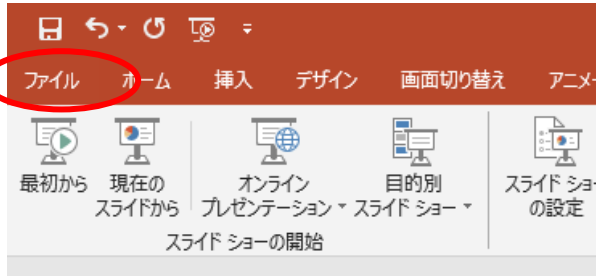 ファイル ホーム 挿入 デザイン 画面切り替え アニメー
最初から 現在の オンライン 目的別 スライド ショー
スライドから プレゼンテーション スライド ショー の設定
スライド ショーの開始